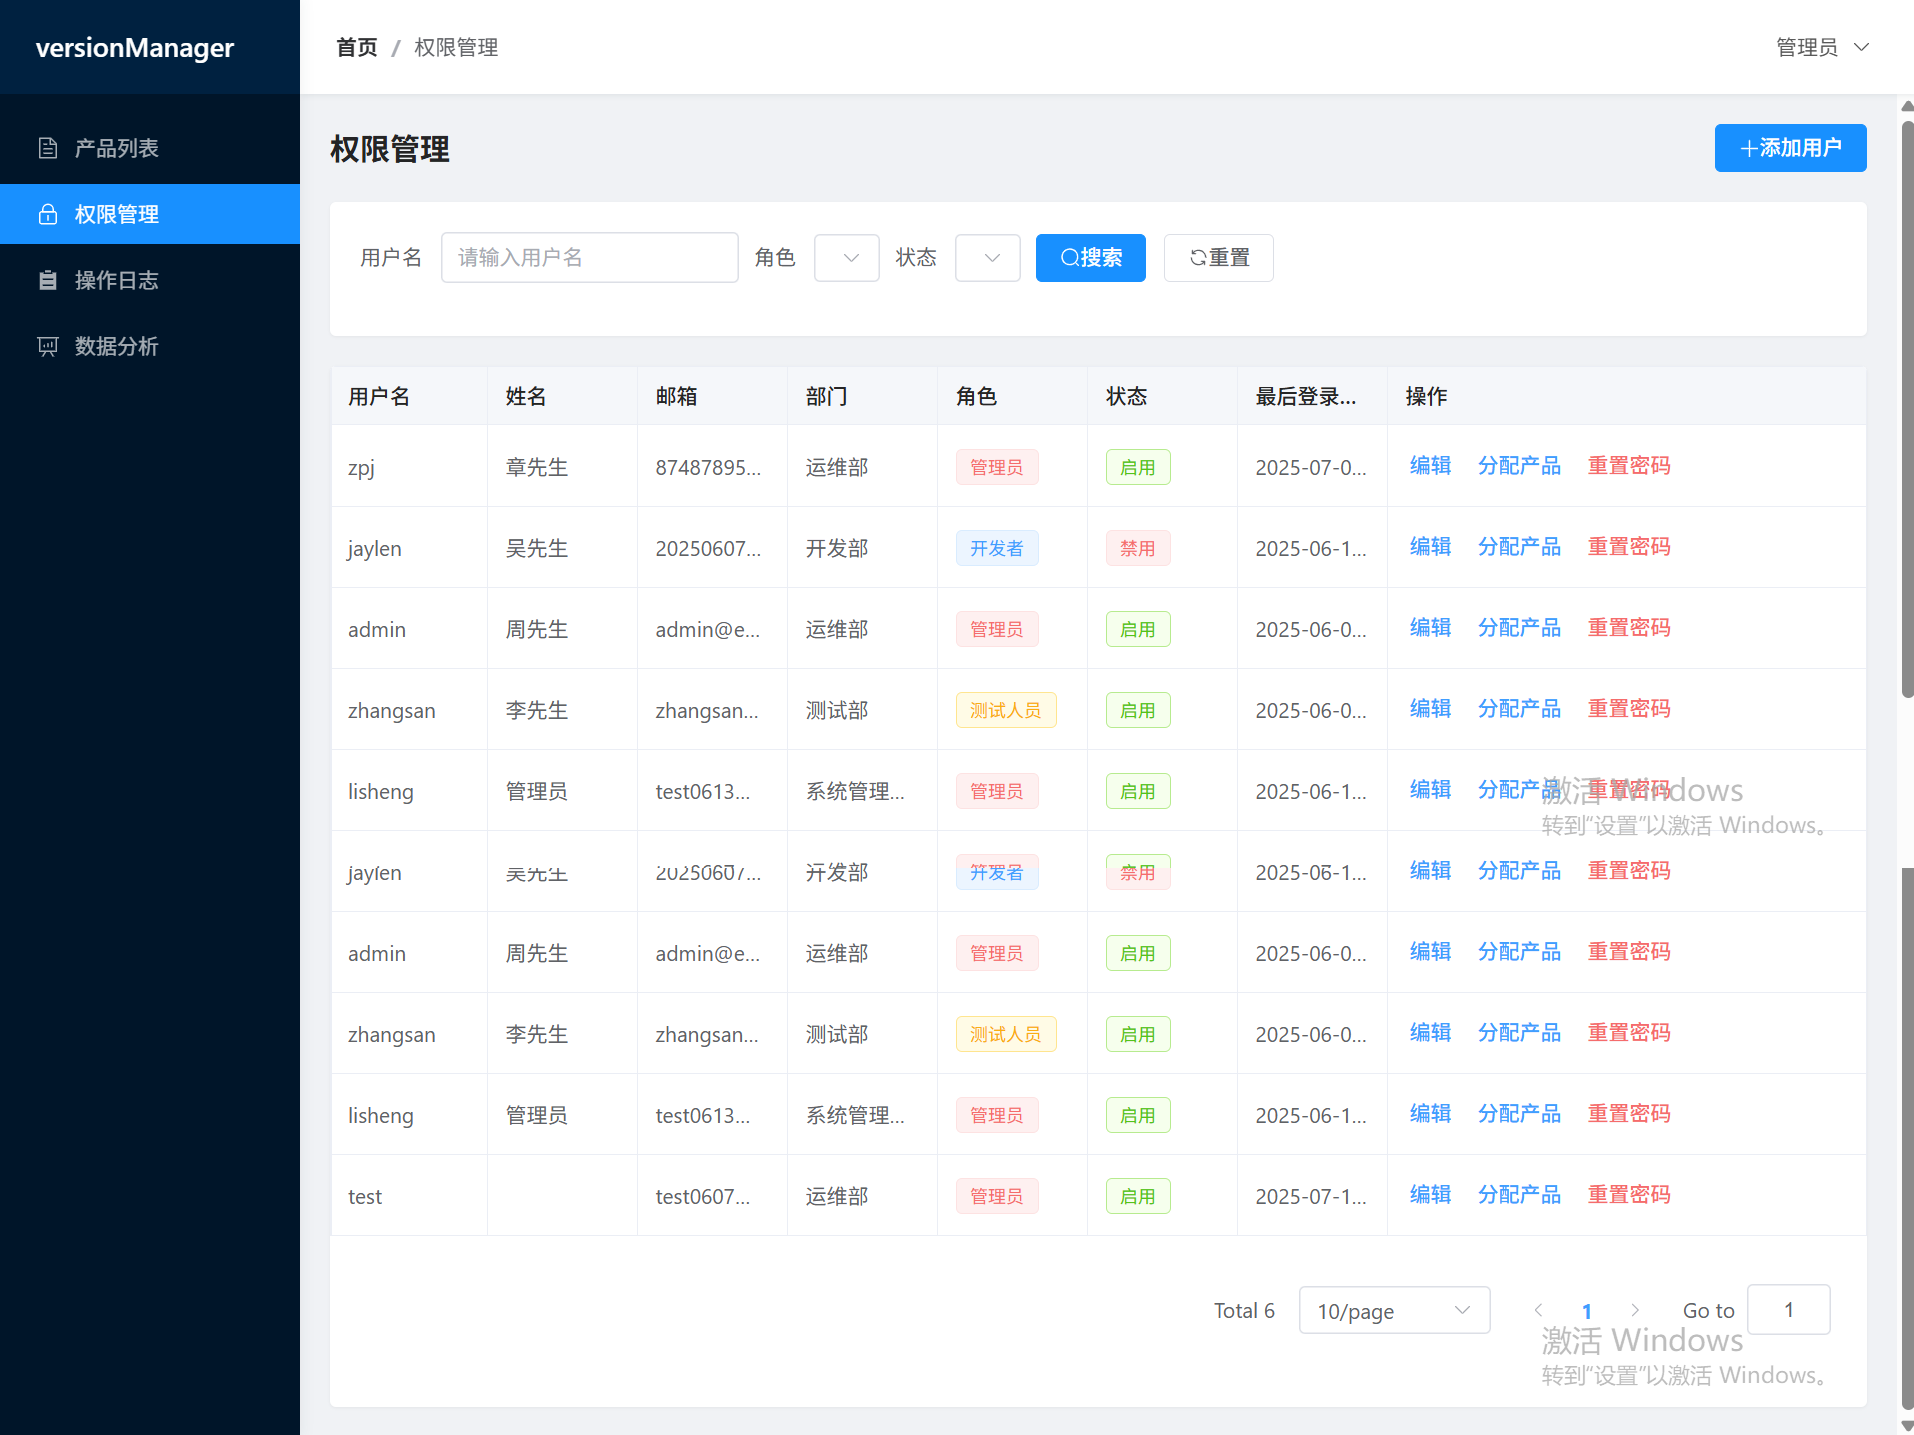 versionManager
首页 / 权限管理
管理员
产品列表
权限管理
操作日志
数据分析
权限管理
添加用户
用户名 请输入用户名 角色 状态 搜索 重置
用户名 姓名 邮箱 部门 角色 状态 最后登录... 操作
zpj 章先生 87487895... 运维部 管理员 启用 2025-07-0... 编辑 分配产品 重置密码
jaylen 吴先生 20250607... 开发部 开发者 禁用 2025-06-1... 编辑 分配产品 重置密码
admin 周先生 admin@e... 运维部 管理员 启用 2025-06-0... 编辑 分配产品 重置密码
zhangsan 李先生 zhangsan... 测试部 测试人员 启用 2025-06-0... 编辑 分配产品 重置密码
lisheng 管理员 test0613... 系统管理... 管理员 启用 2025-06-1... 编辑 分配产品 重置密码
激活 Windows
转到“设置”以激活 Windows。
jaylen 吴先生 20250607... 开发部 开发者 禁用 2025-06-1... 编辑 分配产品 重置密码
admin 周先生 admin@e... 运维部 管理员 启用 2025-06-0... 编辑 分配产品 重置密码
zhangsan 李先生 zhangsan... 测试部 测试人员 启用 2025-06-0... 编辑 分配产品 重置密码
lisheng 管理员 test0613... 系统管理... 管理员 启用 2025-06-1... 编辑 分配产品 重置密码
test test0607... 运维部 管理员 启用 2025-07-1... 编辑 分配产品 重置密码
Total 6 10/page 1 Go to 1
激活 Windows
转到“设置”以激活 Windows。